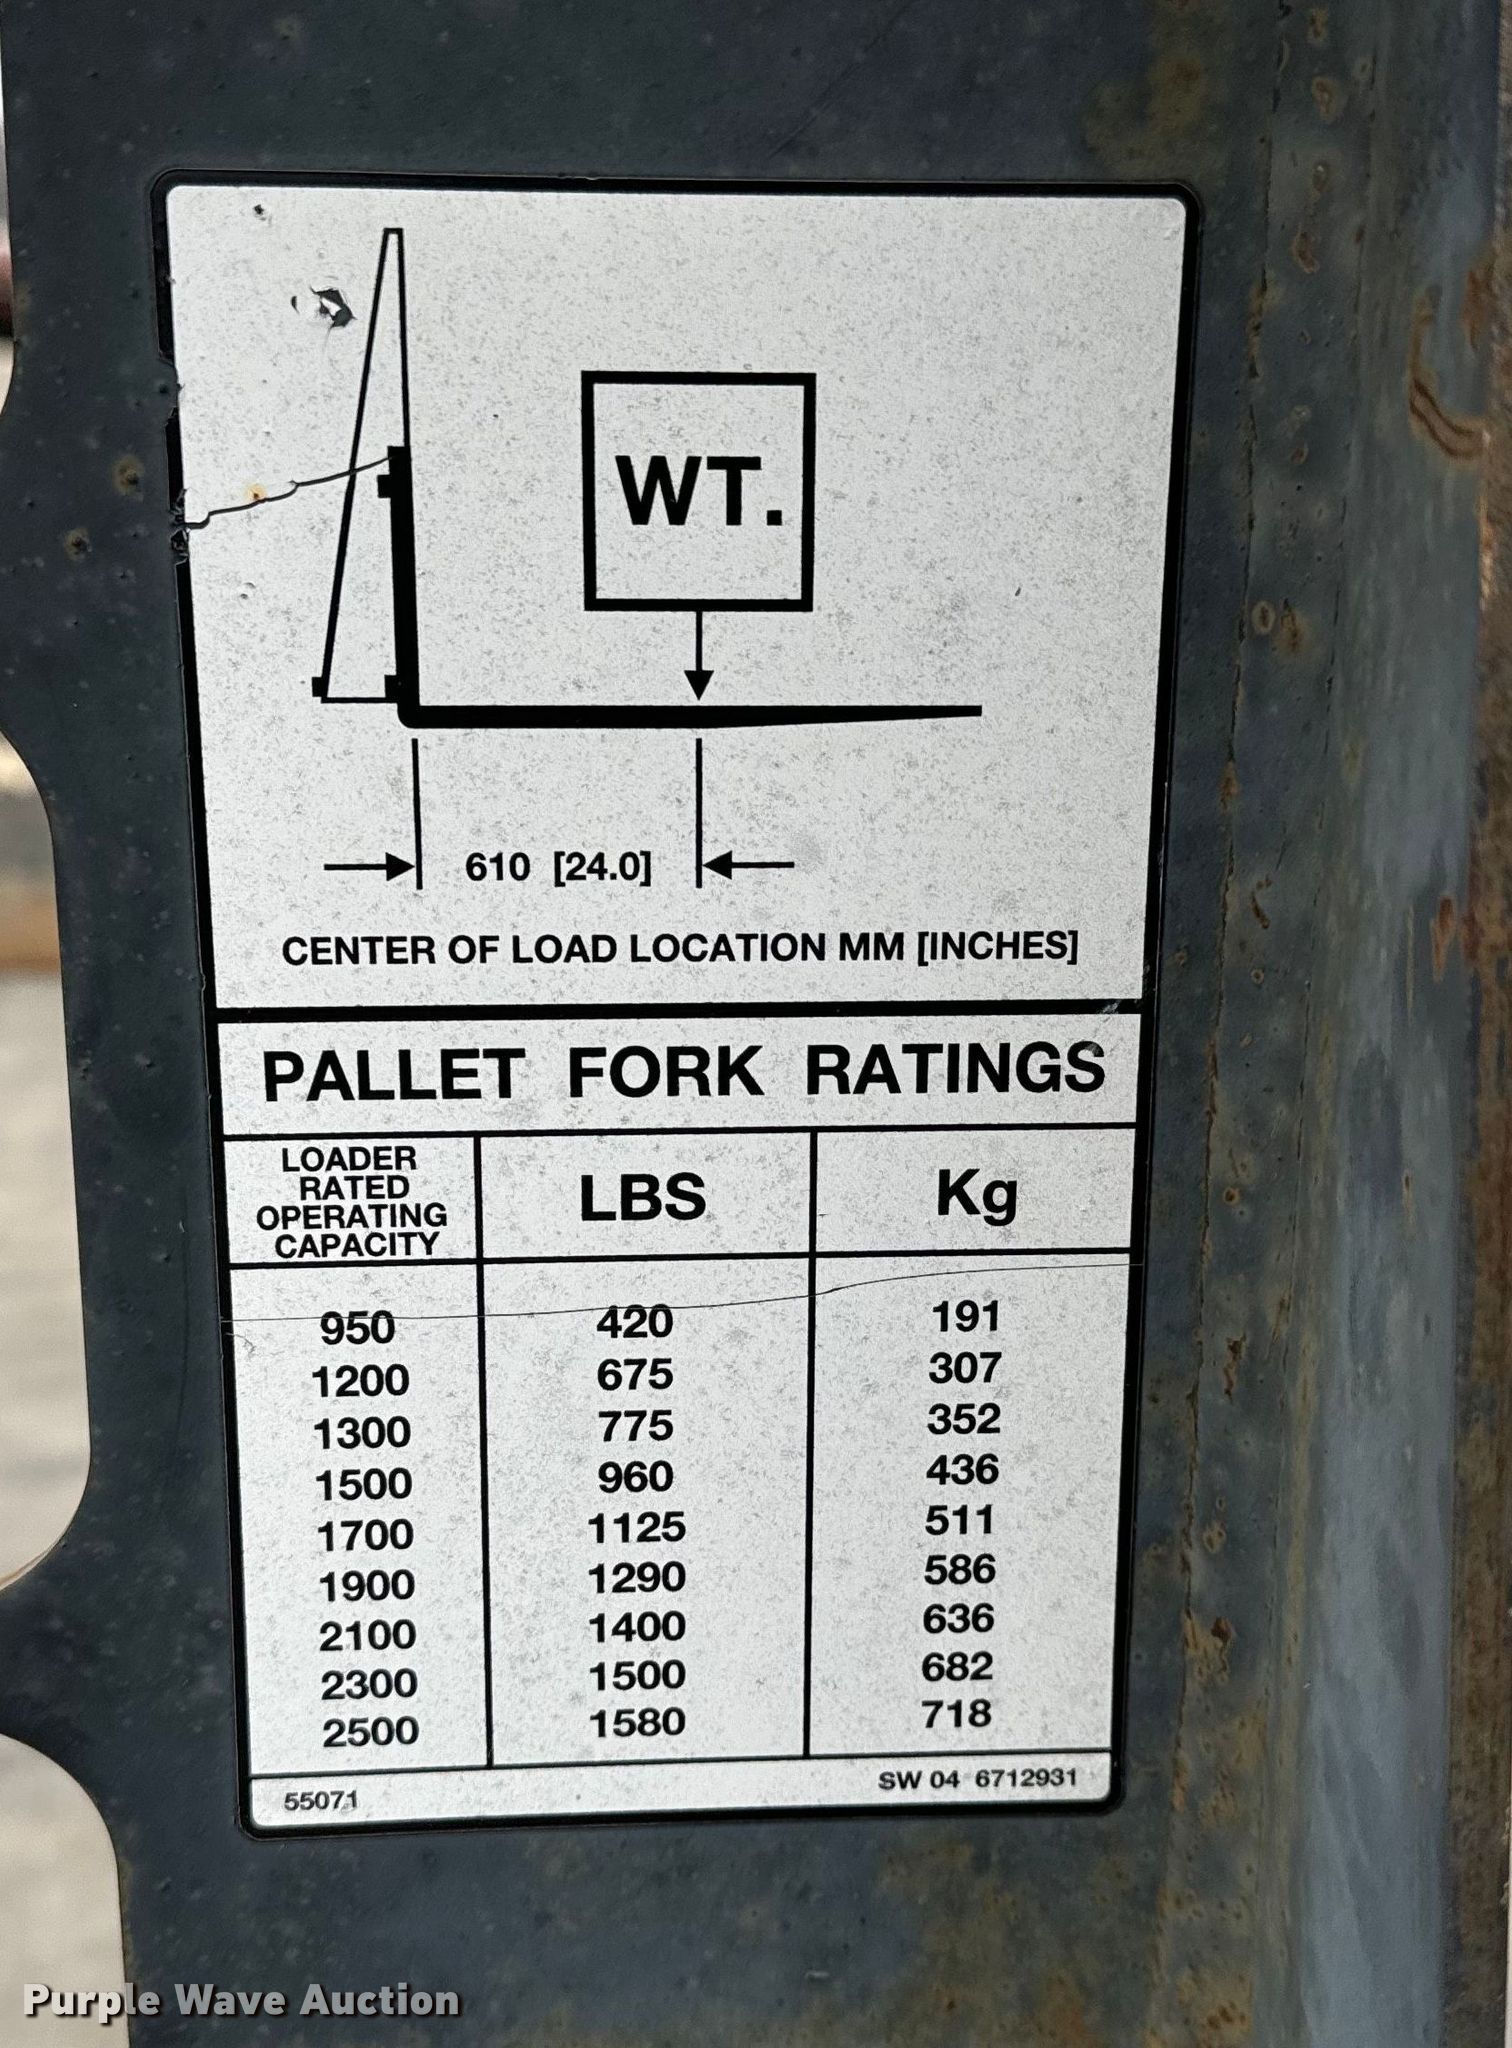 WT.
610 [24.0]
CENTER OF LOAD LOCATION MM [INCHES]
PALLET FORK RATINGS
LOADER
RATED
OPERATING
CAPACITY
LBS
Kg
950 420 191
1200 675 307
1300 775 352
1500 960 436
1700 1125 511
1900 1290 586
2100 1400 636
2300 1500 682
2500 1580 718
55071
SW 04 6712931
Purple Wave Auction